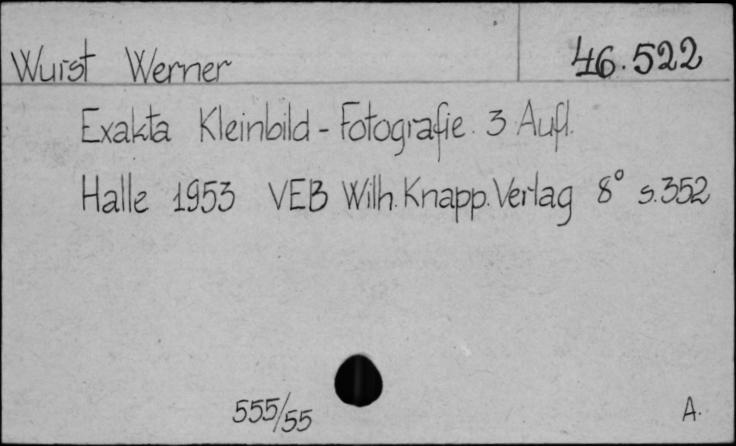 Wurst Werner 46.522
Exakta Kleinbild-Fotografie. 3 Aufl.
Halle 1953 VEB Wilh. Knapp. Verlag 8° s. 352
555/55 A.